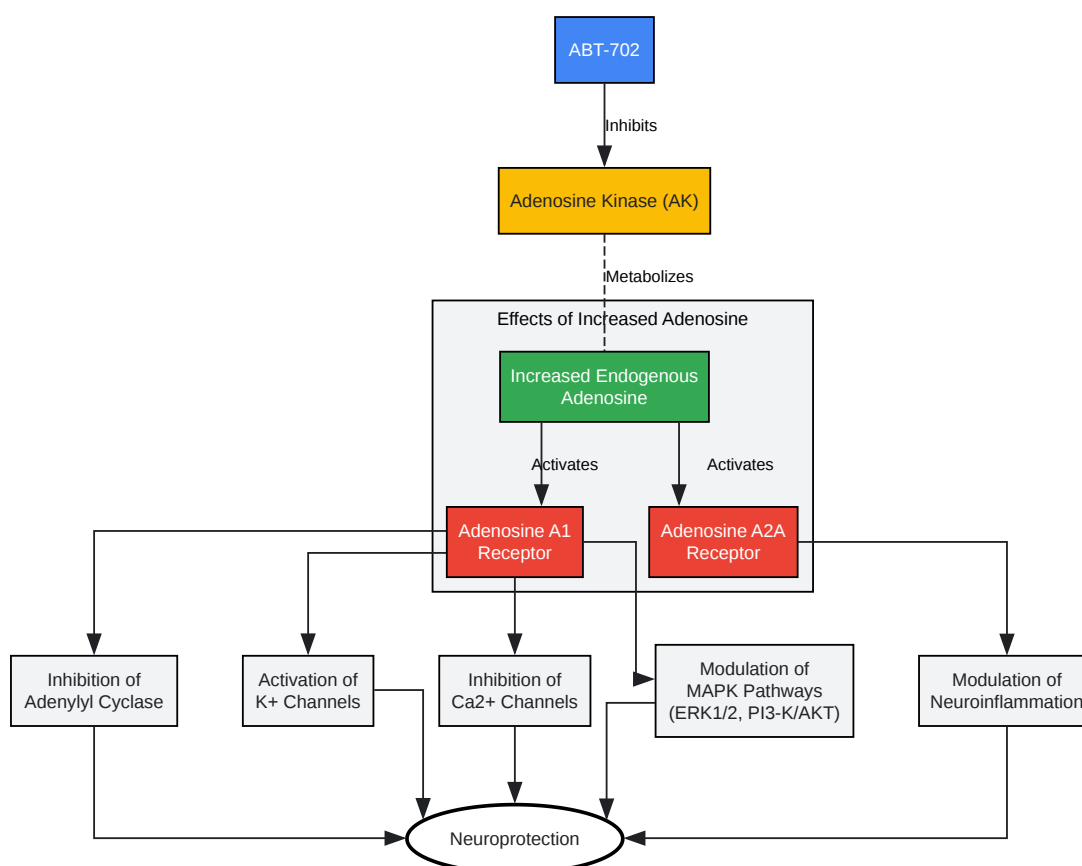 ABT-702
Inhibits
Adenosine Kinase (AK)
Metabolizes
Effects of Increased Adenosine
Increased Endogenous
Adenosine
Activates
Activates
Adenosine A1
Receptor
Adenosine A2A
Receptor
Inhibition of
Adenylyl Cyclase
Activation of
K+ Channels
Inhibition of
Ca2+ Channels
Modulation of
MAPK Pathways
(ERK1/2, PI3-K/AKT)
Modulation of
Neuroinflammation
Neuroprotection